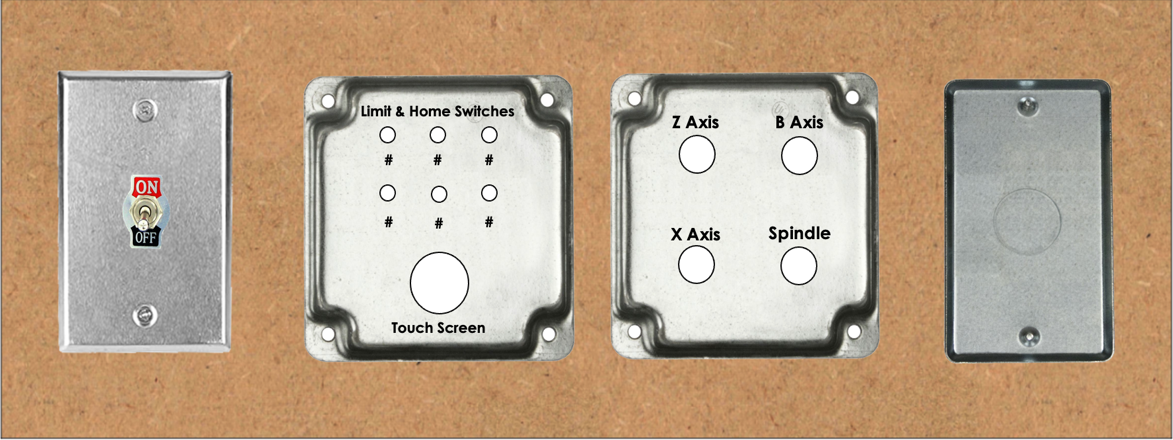 ON
OFF
Limit & Home Switches
# # #
# # #
Touch Screen
Z Axis B Axis
X Axis Spindle